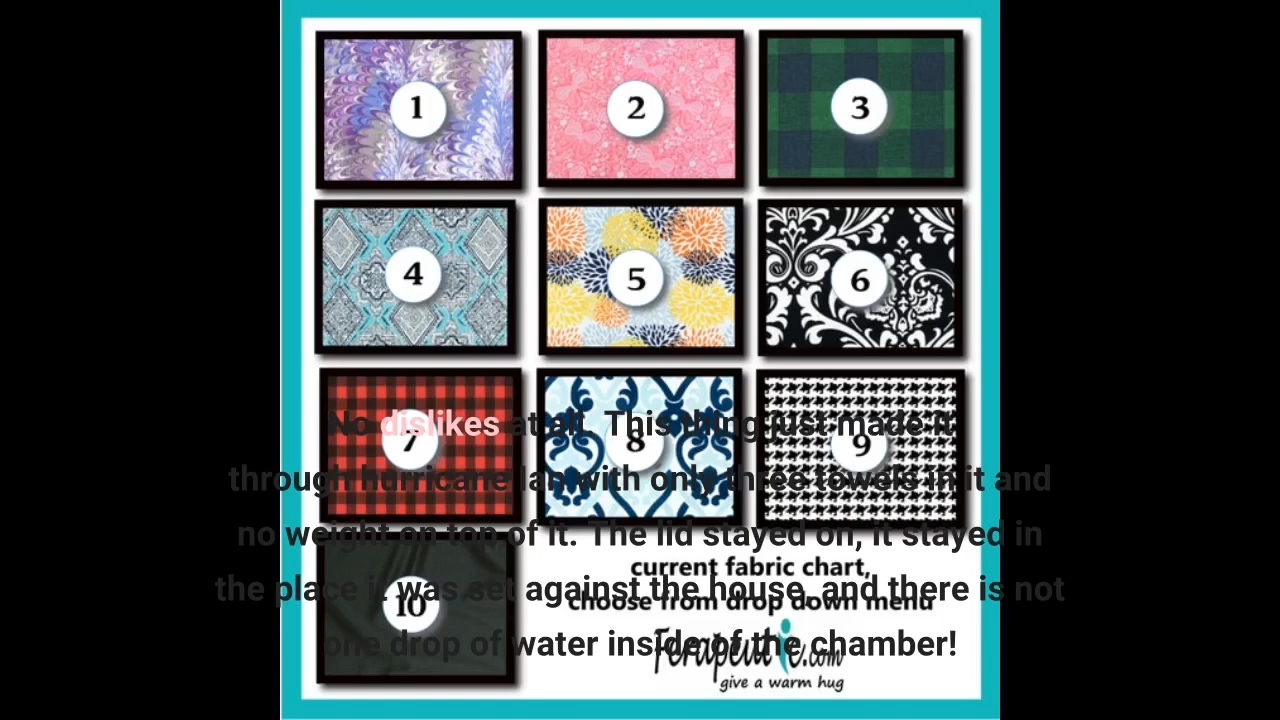 1
2
3
4
5
6
7
8
9
10
No dislikes at all. This thing just made it
through hurricane Ian with only three towels in it and
no weight on top of it. The lid stayed on, it stayed in
the place it was set against the house, and there is not
one drop of water inside of the chamber!
current fabric chart,
choose from drop down menu
Terapeutic.com
give a warm hug